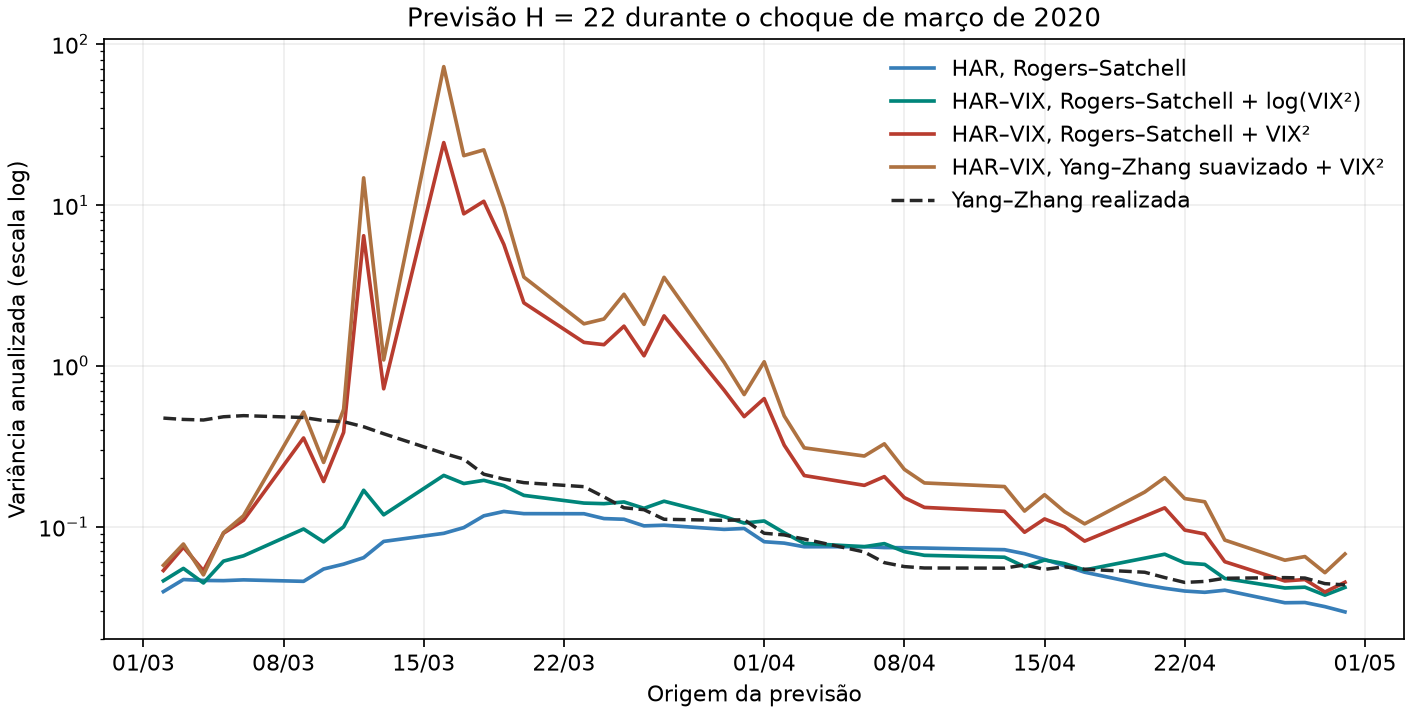 Previsão H = 22 durante o choque de março de 2020
Variância anualizada (escala log)
10²
10¹
10⁰
10⁻¹
HAR, Rogers–Satchell
HAR–VIX, Rogers–Satchell + log(VIX²)
HAR–VIX, Rogers–Satchell + VIX²
HAR–VIX, Yang–Zhang suavizado + VIX²
Yang–Zhang realizada
01/03 08/03 15/03 22/03 01/04 08/04 15/04 22/04 01/05
Origem da previsão